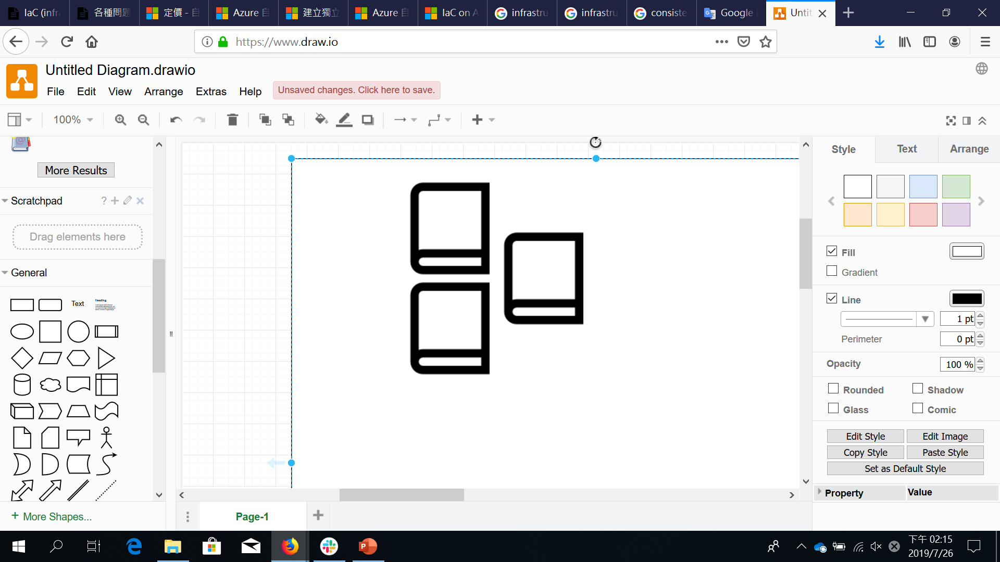 IaC (infra
各種問題
定價 - 自
Azure 自
建立獨立
Azure 自
IaC on A
infrastru
infrastru
consiste
Google
Untit
https://www.draw.io
Untitled Diagram.drawio
File Edit View Arrange Extras Help
Unsaved changes. Click here to save.
100%
More Results
Scratchpad
?
Drag elements here
General
Text
Heading
More Shapes...
Page-1
Style Text Arrange
Fill
Gradient
Line
1 pt
Perimeter 0 pt
Opacity 100 %
Rounded Shadow
Glass Comic
Edit Style Edit Image
Copy Style Paste Style
Set as Default Style
Property Value
下午 02:15
2019/7/26